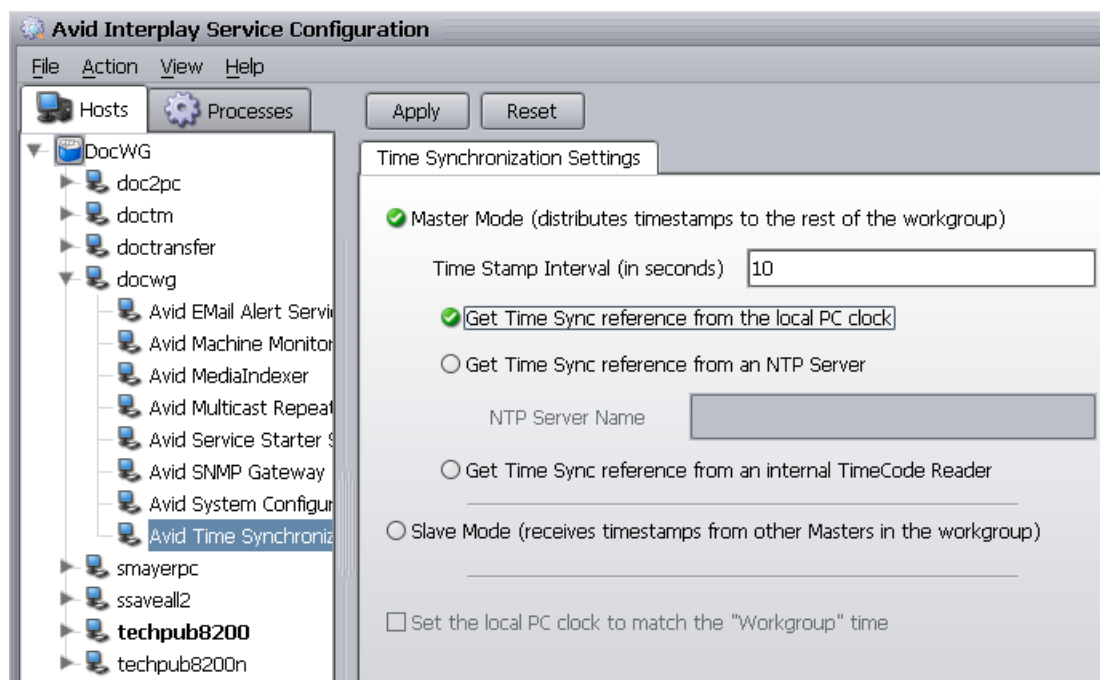 Avid Interplay Service Configuration
File Action View Help
Hosts Processes
Apply Reset
DocWG
doc2pc
doctm
doctransfer
docwg
Avid EMail Alert Servi
Avid Machine Monitor
Avid MediaIndexer
Avid Multicast Repeat
Avid Service Starter S
Avid SNMP Gateway
Avid System Configur
Avid Time Synchroniz
smayerpc
ssaveall2
techpub8200
techpub8200n
Time Synchronization Settings
Master Mode (distributes timestamps to the rest of the workgroup)
Time Stamp Interval (in seconds) 10
Get Time Sync reference from the local PC clock
Get Time Sync reference from an NTP Server
NTP Server Name
Get Time Sync reference from an internal TimeCode Reader
Slave Mode (receives timestamps from other Masters in the workgroup)
Set the local PC clock to match the "Workgroup" time